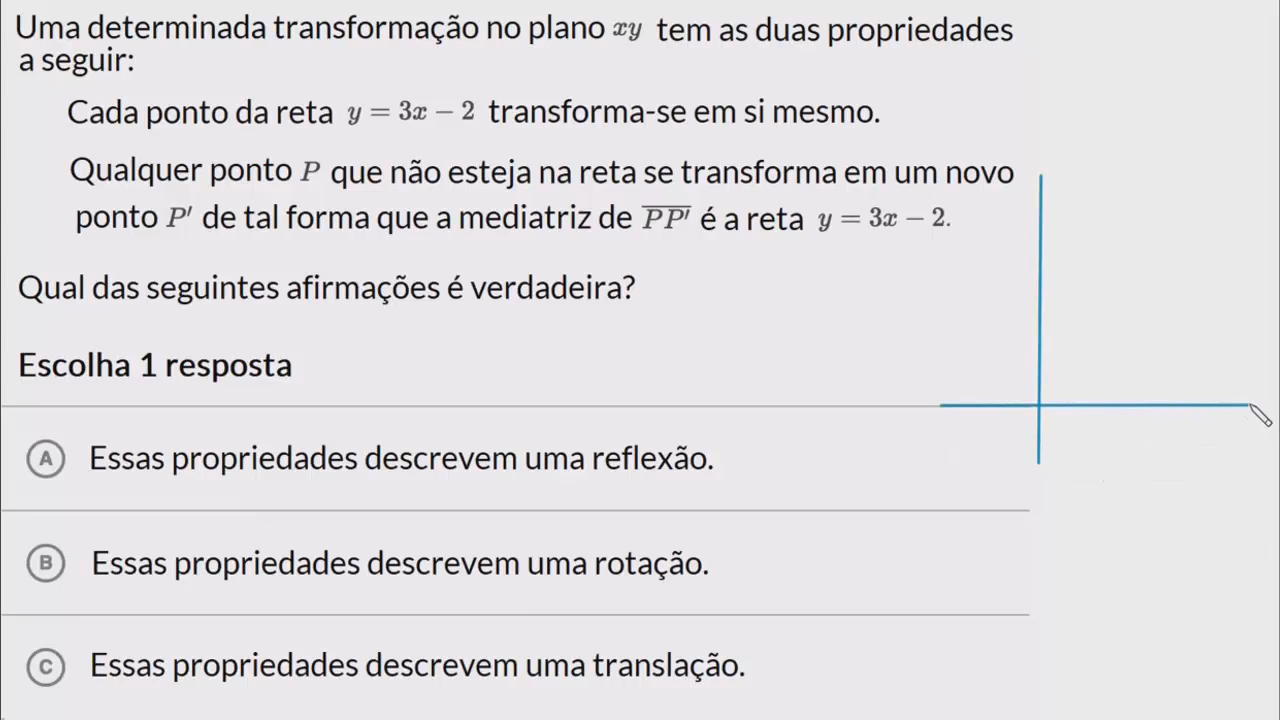 Uma determinada transformação no plano xy tem as duas propriedades
a seguir:
Cada ponto da reta y = 3x − 2 transforma-se em si mesmo.
Qualquer ponto P que não esteja na reta se transforma em um novo
ponto P′ de tal forma que a mediatriz de P̅P̅′̅ é a reta y = 3x − 2.
Qual das seguintes afirmações é verdadeira?
Escolha 1 resposta
A Essas propriedades descrevem uma reflexão.
B Essas propriedades descrevem uma rotação.
C Essas propriedades descrevem uma translação.